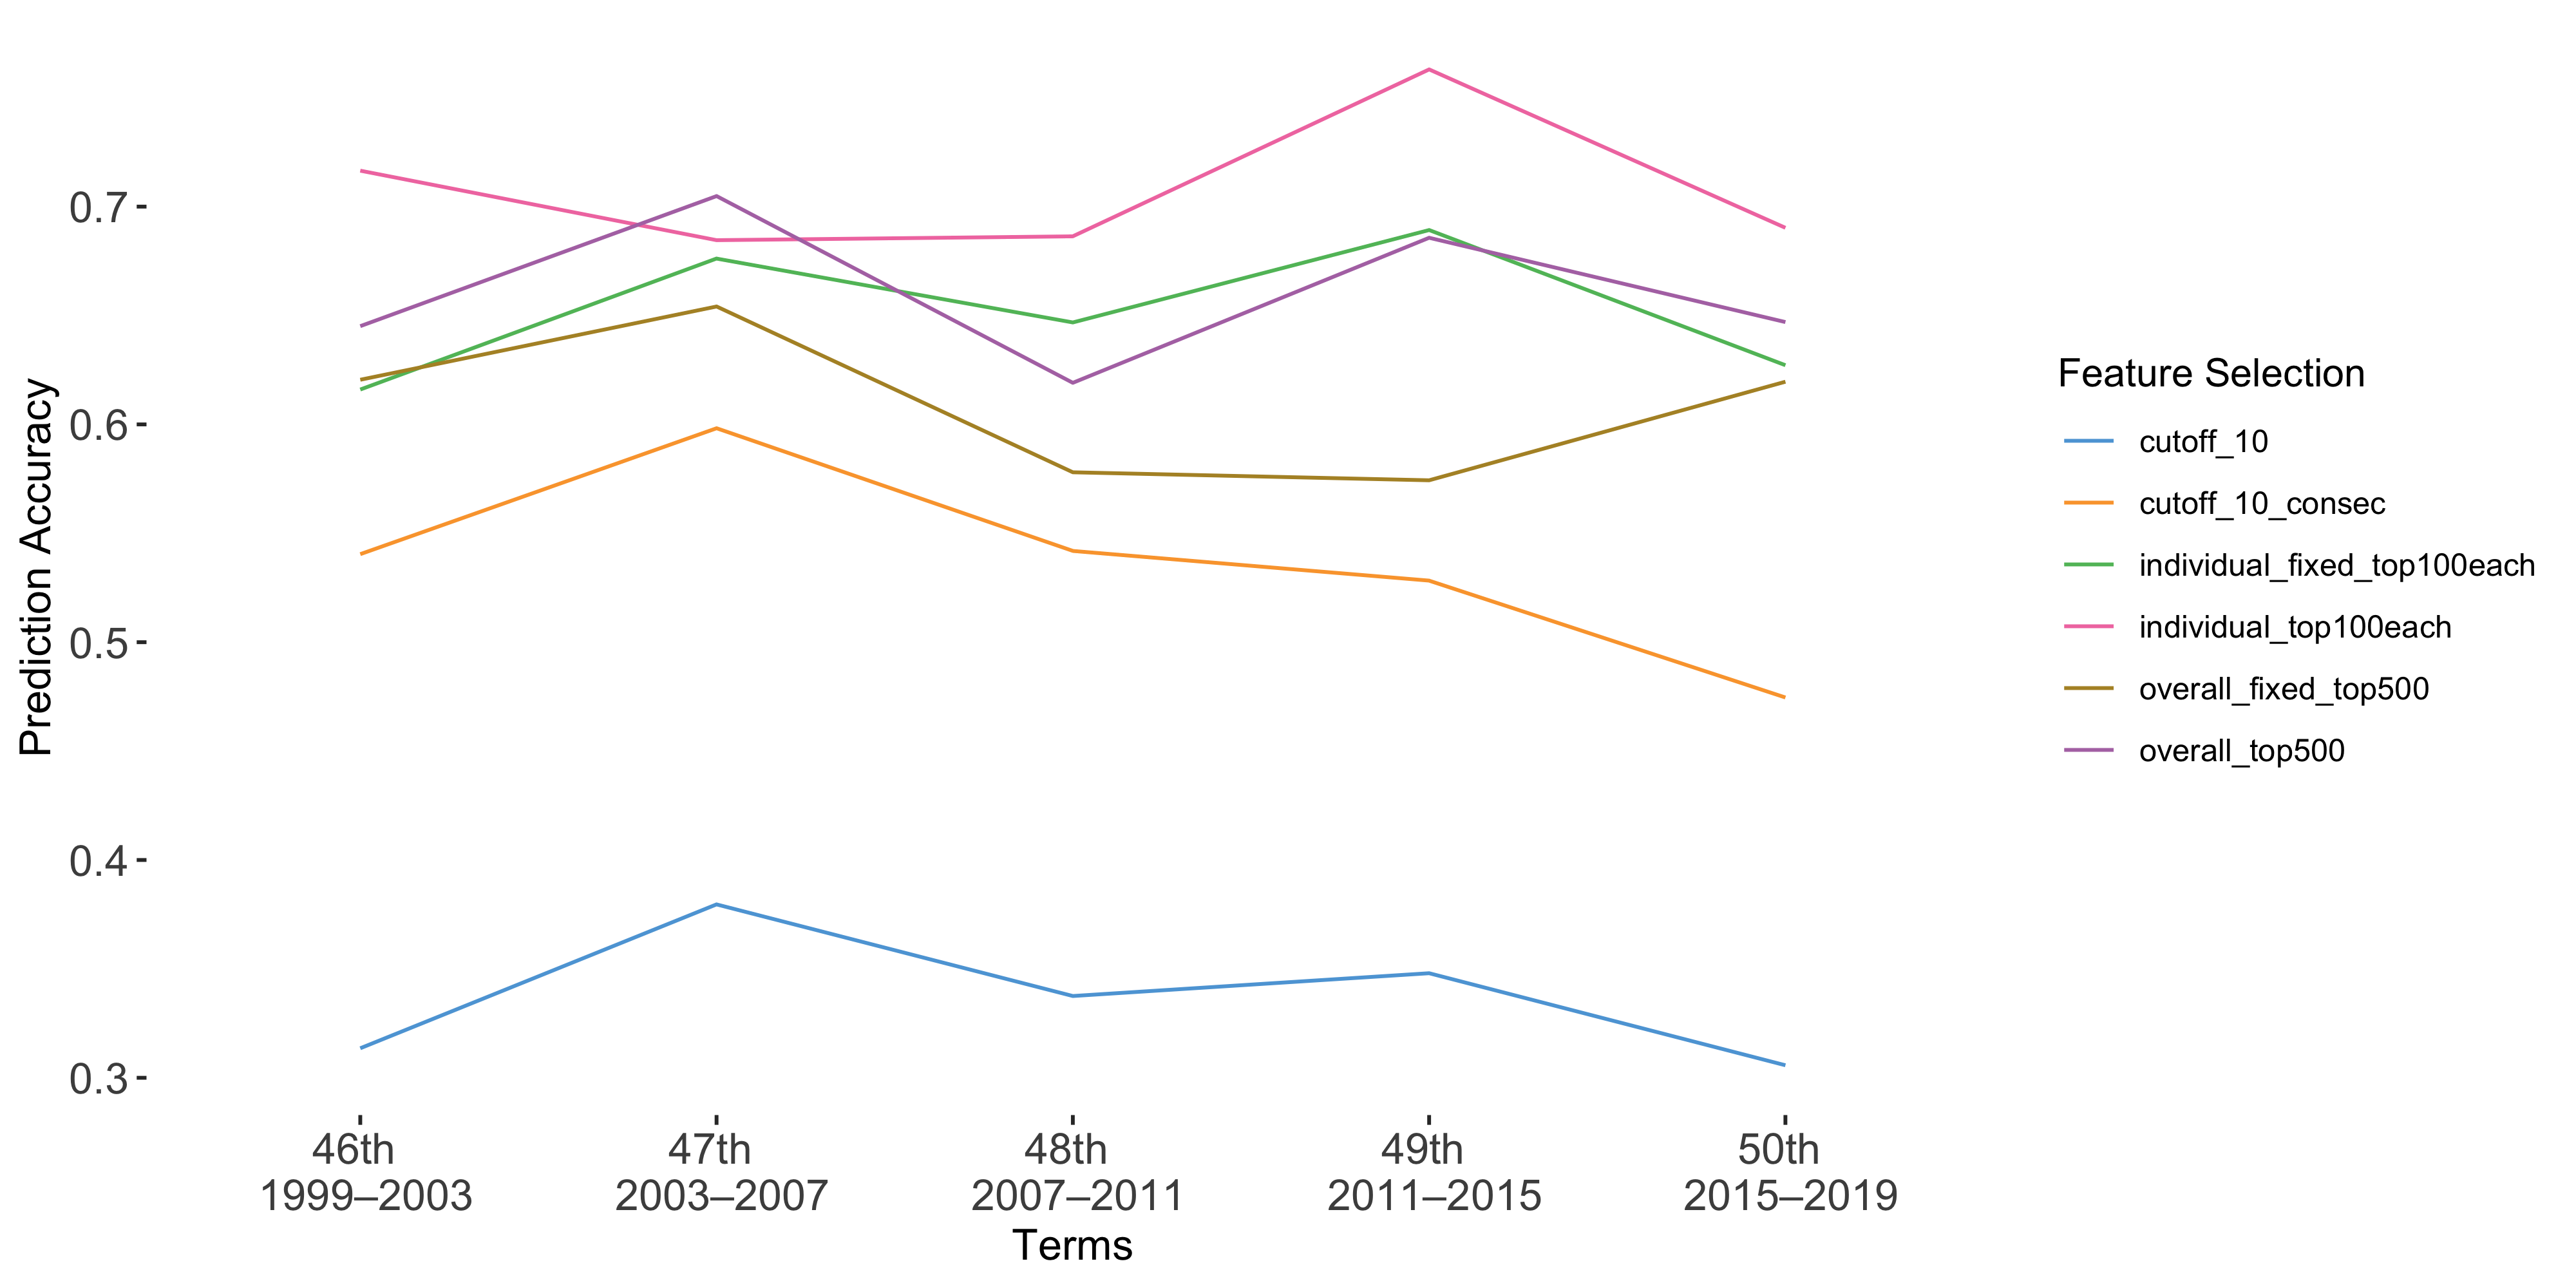 Prediction Accuracy
0.7
0.6
0.5
0.4
0.3
46th
1999–2003
47th
2003–2007
48th
2007–2011
49th
2011–2015
50th
2015–2019
Terms
Feature Selection
cutoff_10
cutoff_10_consec
individual_fixed_top100each
individual_top100each
overall_fixed_top500
overall_top500